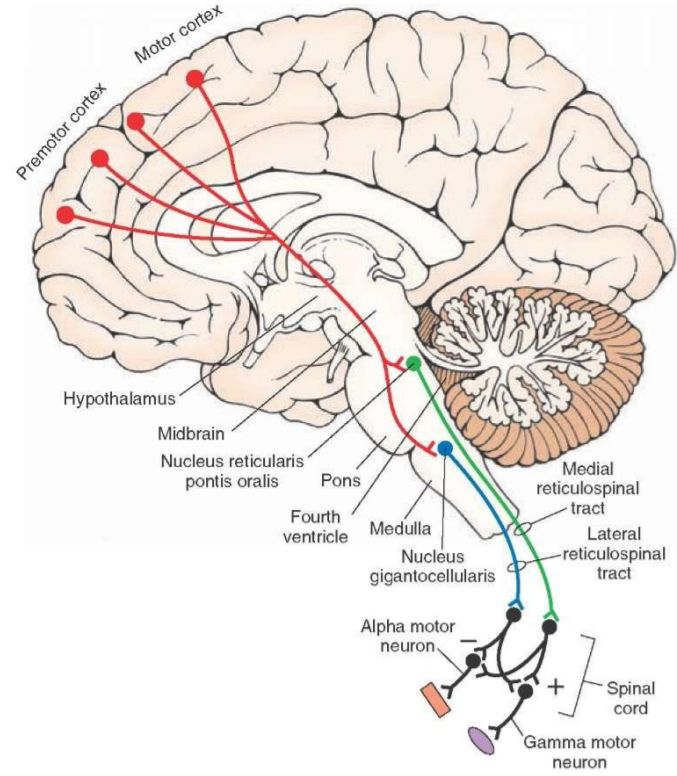 Motor cortex
Premotor cortex
Hypothalamus
Midbrain
Nucleus reticularis
pontis oralis
Pons
Fourth
ventricle
Medulla
Nucleus
gigantocellularis
Medial
reticulospinal
tract
Lateral
reticulospinal
tract
Alpha motor
neuron
−
+
Spinal
cord
Gamma motor
neuron